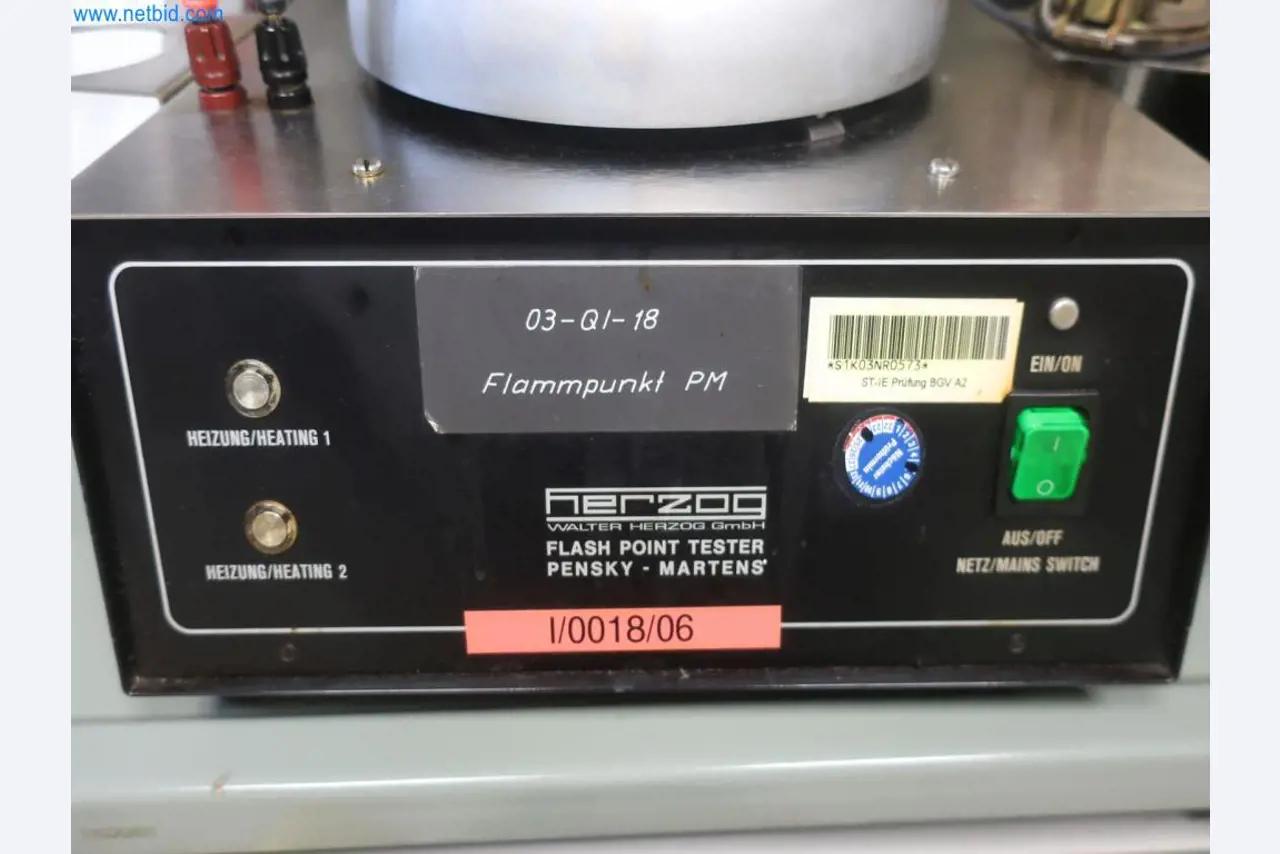 www.netbid.com
03-QI-18
Flammpunkt PM
*S1K03NR0573*
ST-IE Prüfung BGV A2
EIN/ON
HEIZUNG/HEATING 1
Nächster
Prüftermin
herzog
WALTER HERZOG GmbH
FLASH POINT TESTER
PENSKY - MARTENS
HEIZUNG/HEATING 2
AUS/OFF
NETZ/MAINS SWITCH
I/0018/06